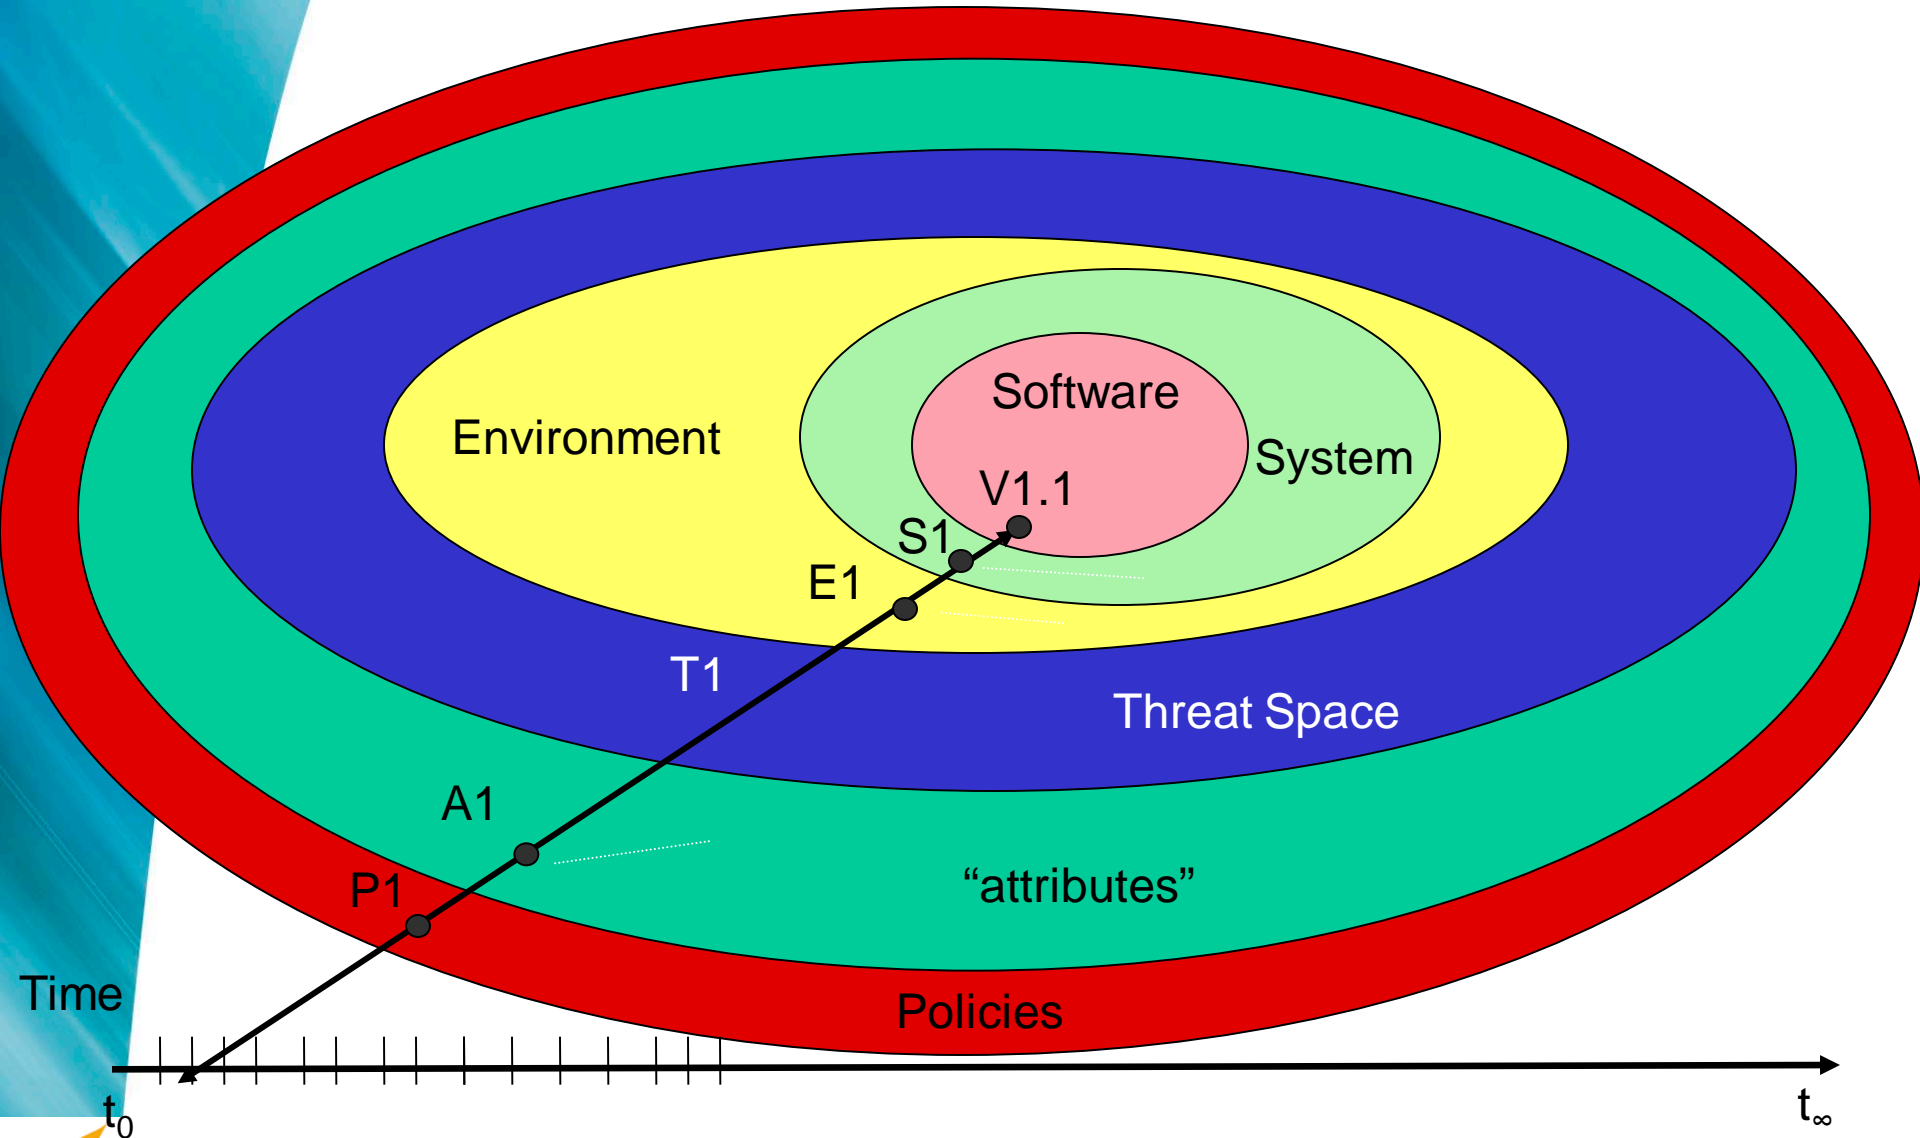 Software
Environment
System
V1.1
S1
E1
T1
Threat Space
A1
“attributes”
P1
Time
Policies
t0
t∞